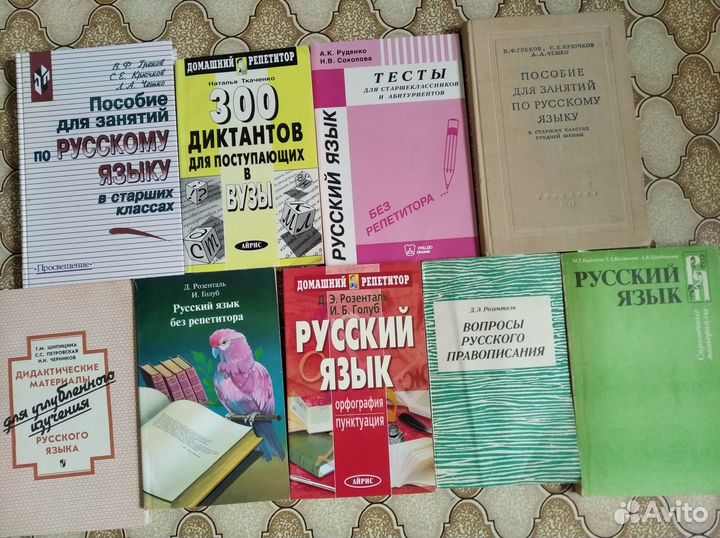 В. Ф. Греков
С. Е. Крючков
Л. А. Чешко
Пособие
для занятий
по РУССКОМУ
ЯЗЫКУ
в старших
классах
Просвещение
ДОМАШНИЙ РЕПЕТИТОР
Наталья Ткаченко
300
ДИКТАНТОВ
ДЛЯ ПОСТУПАЮЩИХ
В
ВУЗЫ
АЙРИС
А.К. Руденко
Н.В. Соколова
ТЕСТЫ
ДЛЯ СТАРШЕКЛАССНИКОВ
И АБИТУРИЕНТОВ
РУССКИЙ ЯЗЫК
БЕЗ
РЕПЕТИТОРА...
В.Ф. ГРЕКОВ, С.Е. КРЮЧКОВ,
Л.А. ЧЕШКО
ПОСОБИЕ
ДЛЯ ЗАНЯТИЙ
ПО РУССКОМУ
ЯЗЫКУ
В СТАРШИХ КЛАССАХ
СРЕДНЕЙ ШКОЛЫ
Г.М. ШИПИЦИНА
С.С. ПЕТРОВСКАЯ
И.Н. ЧЕРНИКОВ
ДИДАКТИЧЕСКИЕ
МАТЕРИАЛЫ
для углубленного
изучения
РУССКОГО
ЯЗЫКА
Д. Розенталь
И. Голуб
Русский язык
без репетитора
ДОМАШНИЙ РЕПЕТИТОР
Д. Э. Розенталь
И. Б. Голуб
РУССКИЙ
ЯЗЫК
орфография
пунктуация
АЙРИС
Д. Э. Розенталь
ВОПРОСЫ
РУССКОГО
ПРАВОПИСАНИЯ
РУССКИЙ
ЯЗЫК
Справочные
материалы
Avito